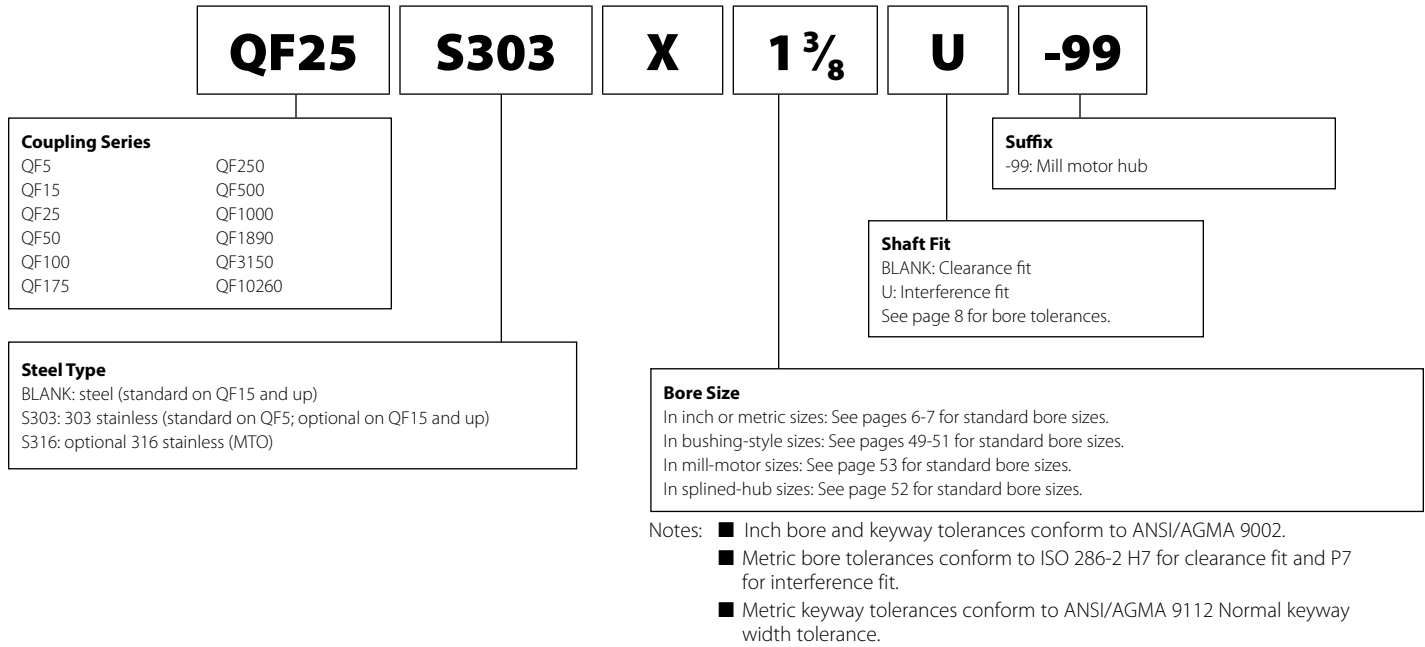 QF25 S303 X 1 3/8 U -99
Coupling Series
QF5 QF250
QF15 QF500
QF25 QF1000
QF50 QF1890
QF100 QF3150
QF175 QF10260
Suffix
-99: Mill motor hub
Shaft Fit
BLANK: Clearance fit
U: Interference fit
See page 8 for bore tolerances.
Steel Type
BLANK: steel (standard on QF15 and up)
S303: 303 stainless (standard on QF5; optional on QF15 and up)
S316: optional 316 stainless (MTO)
Bore Size
In inch or metric sizes: See pages 6-7 for standard bore sizes.
In bushing-style sizes: See pages 49-51 for standard bore sizes.
In mill-motor sizes: See page 53 for standard bore sizes.
In splined-hub sizes: See page 52 for standard bore sizes.
Notes: ■ Inch bore and keyway tolerances conform to ANSI/AGMA 9002.
■ Metric bore tolerances conform to ISO 286-2 H7 for clearance fit and P7
for interference fit.
■ Metric keyway tolerances conform to ANSI/AGMA 9112 Normal keyway
width tolerance.